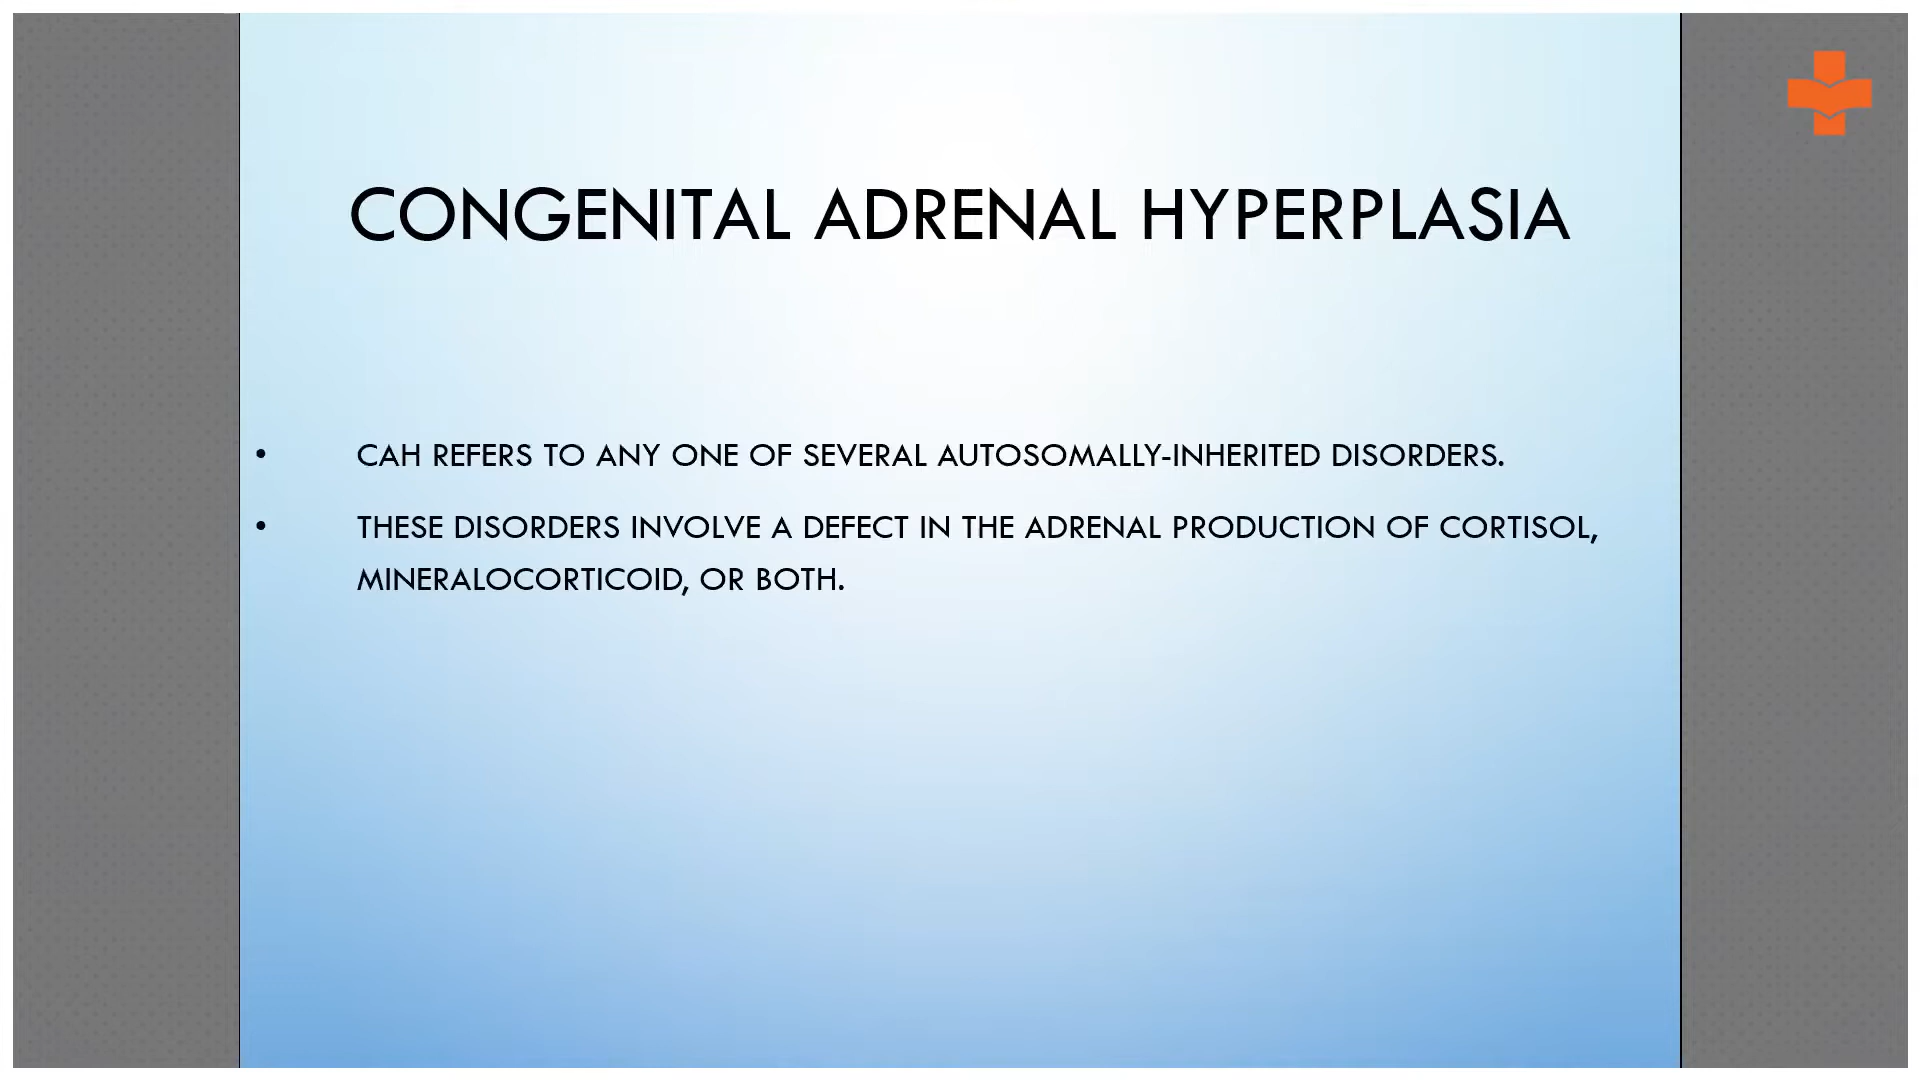 CONGENITAL ADRENAL HYPERPLASIA
• CAH REFERS TO ANY ONE OF SEVERAL AUTOSOMALLY-INHERITED DISORDERS.
• THESE DISORDERS INVOLVE A DEFECT IN THE ADRENAL PRODUCTION OF CORTISOL,
MINERALOCORTICOID, OR BOTH.